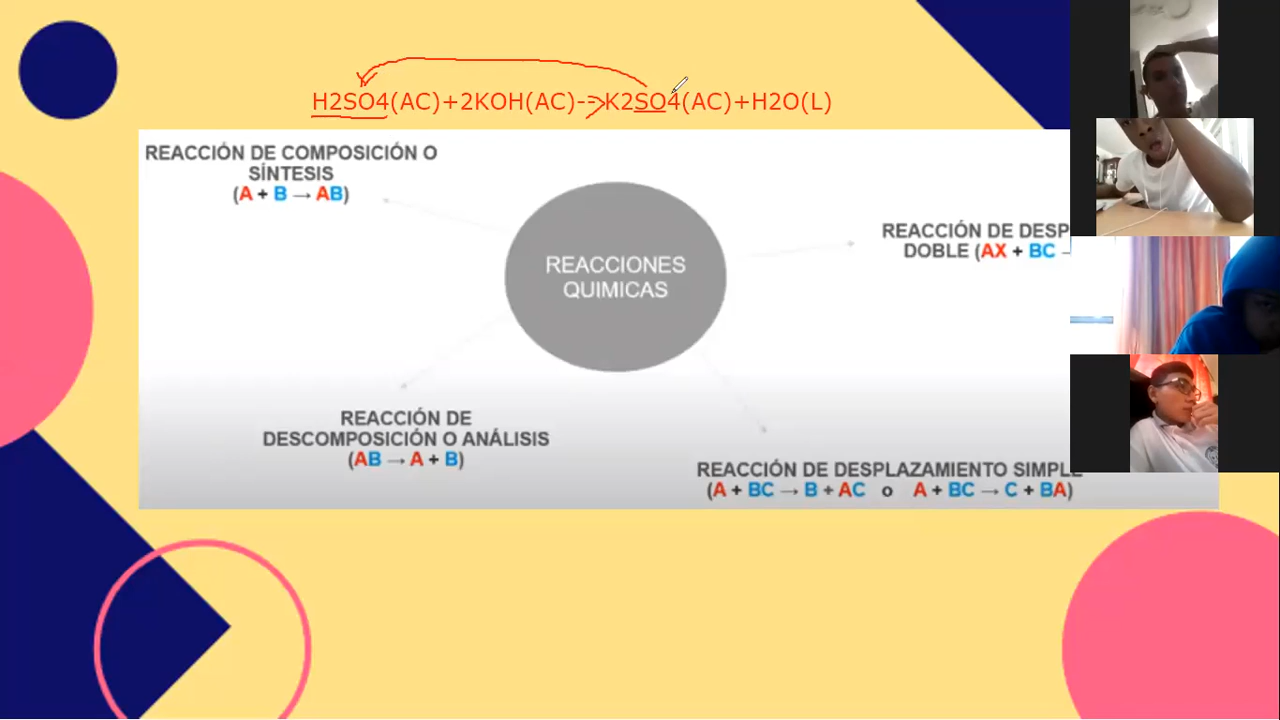 H2SO4(AC)+2KOH(AC)-->K2SO4(AC)+H2O(L)
REACCIÓN DE COMPOSICIÓN O
SÍNTESIS
(A + B → AB)
REACCIONES
QUIMICAS
REACCIÓN DE DESP
DOBLE (AX + BC
REACCIÓN DE
DESCOMPOSICIÓN O ANÁLISIS
(AB → A + B)
REACCIÓN DE DESPLAZAMIENTO SIMPLE
(A + BC → B + AC o A + BC → C + BA)